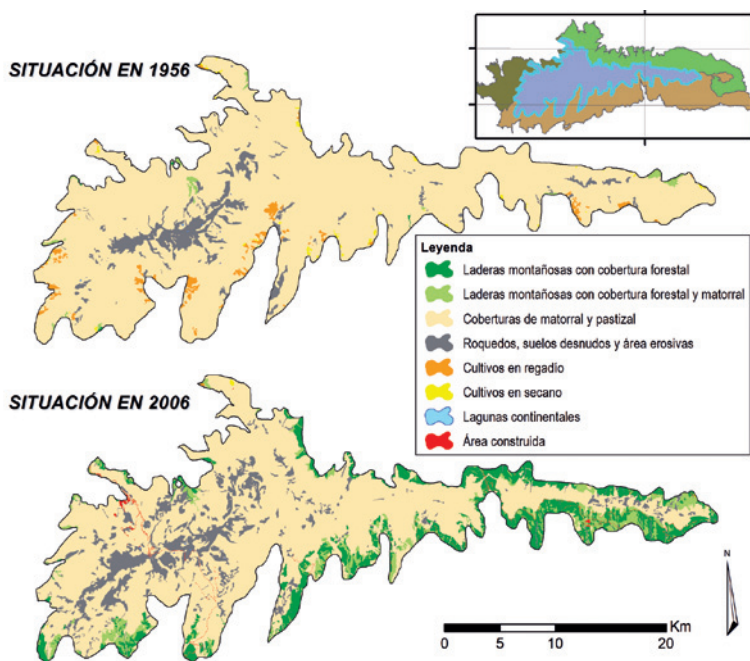 SITUACIÓN EN 1956
Leyenda
Laderas montañosas con cobertura forestal
Laderas montañosas con cobertura forestal y matorral
Coberturas de matorral y pastizal
Roquedos, suelos desnudos y área erosivas
Cultivos en regadío
Cultivos en secano
Lagunas continentales
Área construida
SITUACIÓN EN 2006
N
Km
0 5 10 20